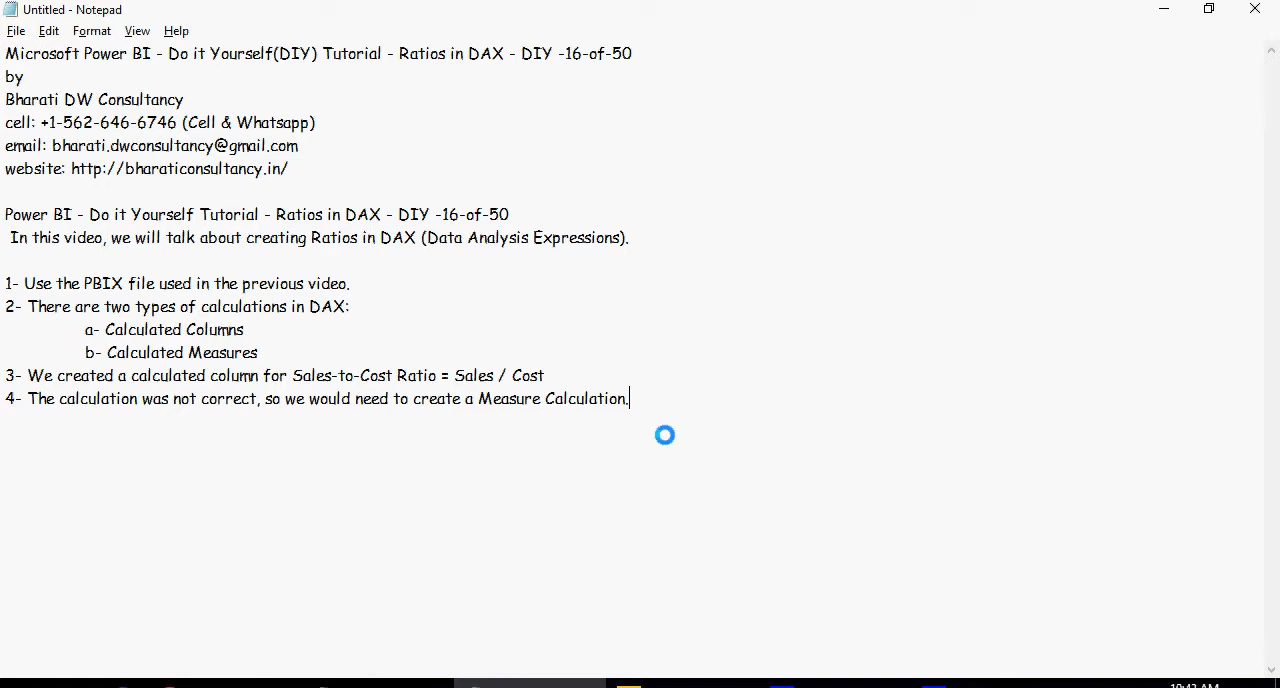 Untitled - Notepad
File Edit Format View Help
Microsoft Power BI - Do it Yourself(DIY) Tutorial - Ratios in DAX - DIY -16-of-50
by
Bharati DW Consultancy
cell: +1-562-646-6746 (Cell & Whatsapp)
email: bharati.dwconsultancy@gmail.com
website: http://bharaticonsultancy.in/
Power BI - Do it Yourself Tutorial - Ratios in DAX - DIY -16-of-50
In this video, we will talk about creating Ratios in DAX (Data Analysis Expressions).
1- Use the PBIX file used in the previous video.
2- There are two types of calculations in DAX:
a- Calculated Columns
b- Calculated Measures
3- We created a calculated column for Sales-to-Cost Ratio = Sales / Cost
4- The calculation was not correct, so we would need to create a Measure Calculation.